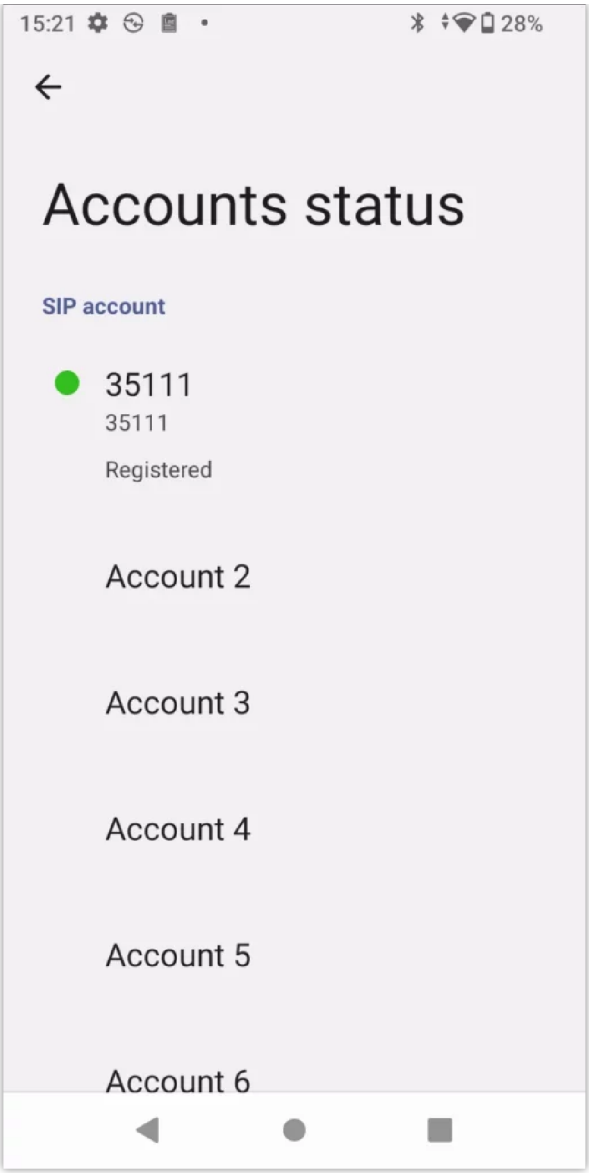 15:21 28%
Accounts status
SIP account
35111
35111
Registered
Account 2
Account 3
Account 4
Account 5
Account 6